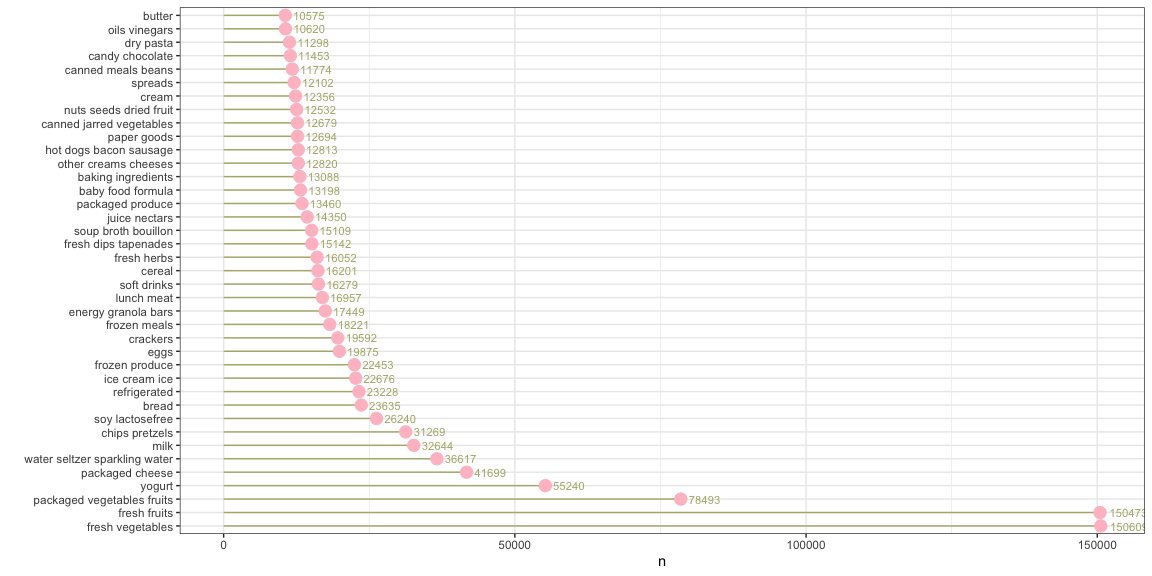 butter 10575
oils vinegars 10620
dry pasta 11298
candy chocolate 11453
canned meals beans 11774
spreads 12102
cream 12356
nuts seeds dried fruit 12532
canned jarred vegetables 12679
paper goods 12694
hot dogs bacon sausage 12813
other creams cheeses 12820
baking ingredients 13088
baby food formula 13198
packaged produce 13460
juice nectars 14350
soup broth bouillon 15109
fresh dips tapenades 15142
fresh herbs 16052
cereal 16201
soft drinks 16279
lunch meat 16957
energy granola bars 17449
frozen meals 18221
crackers 19592
eggs 19875
frozen produce 22453
ice cream ice 22676
refrigerated 23228
bread 23635
soy lactosefree 26240
chips pretzels 31269
milk 32644
water seltzer sparkling water 36617
packaged cheese 41699
yogurt 55240
packaged vegetables fruits 78493
fresh fruits 150473
fresh vegetables 150609
0 50000 100000 150000
n